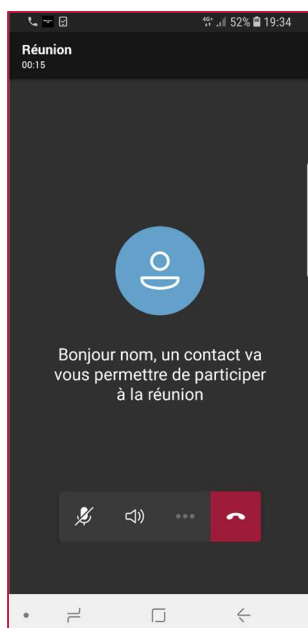 4G+ 52% 19:34
Réunion
00:15
Bonjour nom, un contact va
vous permettre de participer
à la réunion